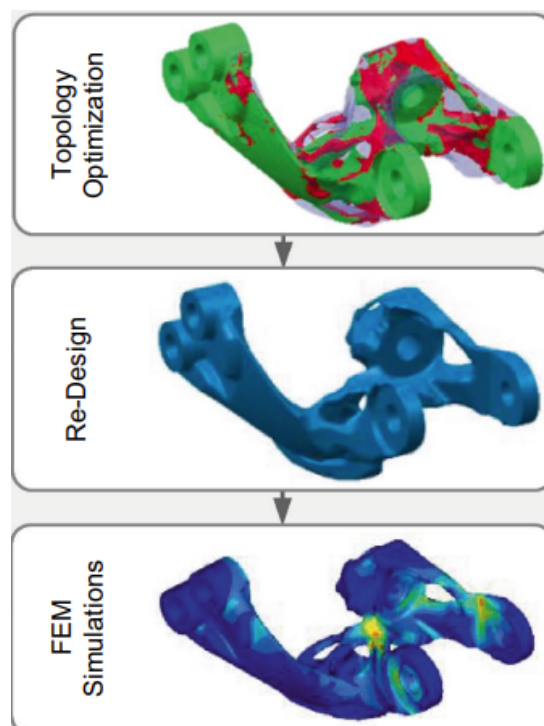 Topology
Optimization
Re-Design
FEM
Simulations